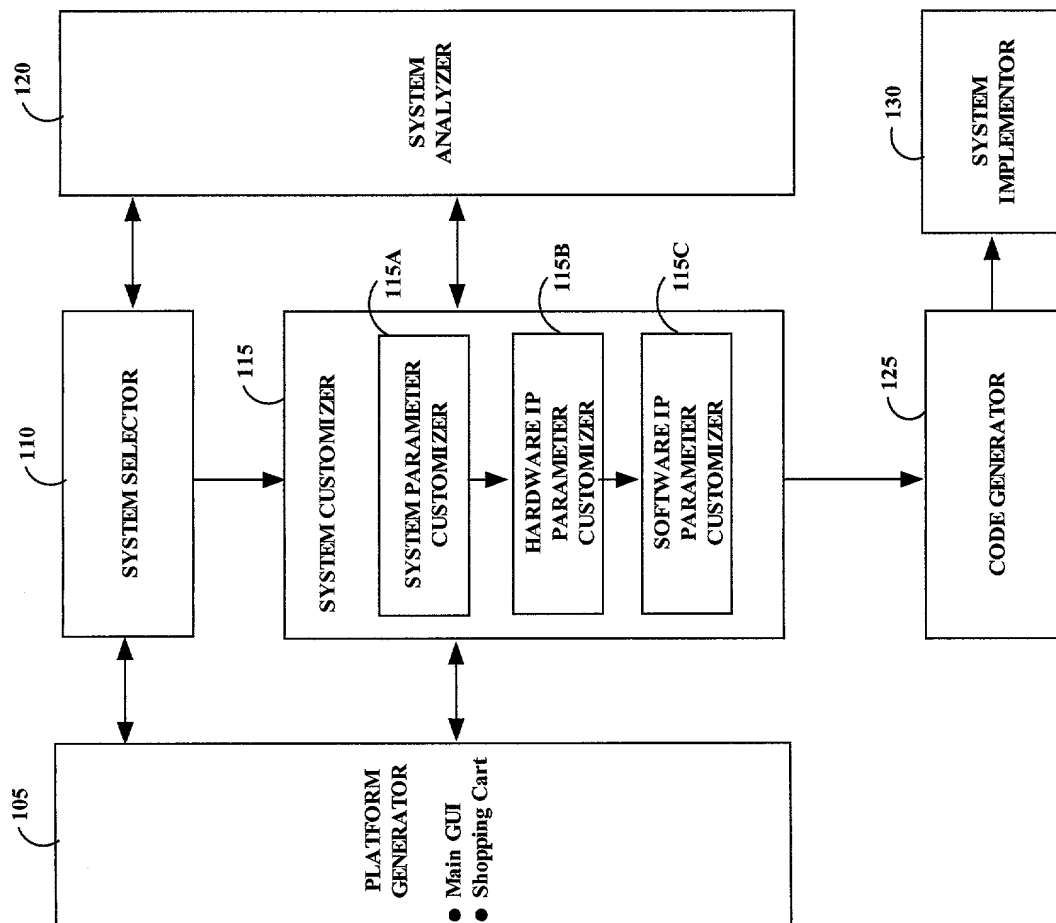 105
PLATFORM
GENERATOR
● Main GUI
● Shopping Cart
110
SYSTEM SELECTOR
115
SYSTEM CUSTOMIZER
115A
SYSTEM PARAMETER
CUSTOMIZER
115B
HARDWARE IP
PARAMETER
CUSTOMIZER
115C
SOFTWARE IP
PARAMETER
CUSTOMIZER
120
SYSTEM
ANALYZER
125
CODE GENERATOR
130
SYSTEM
IMPLEMENTOR